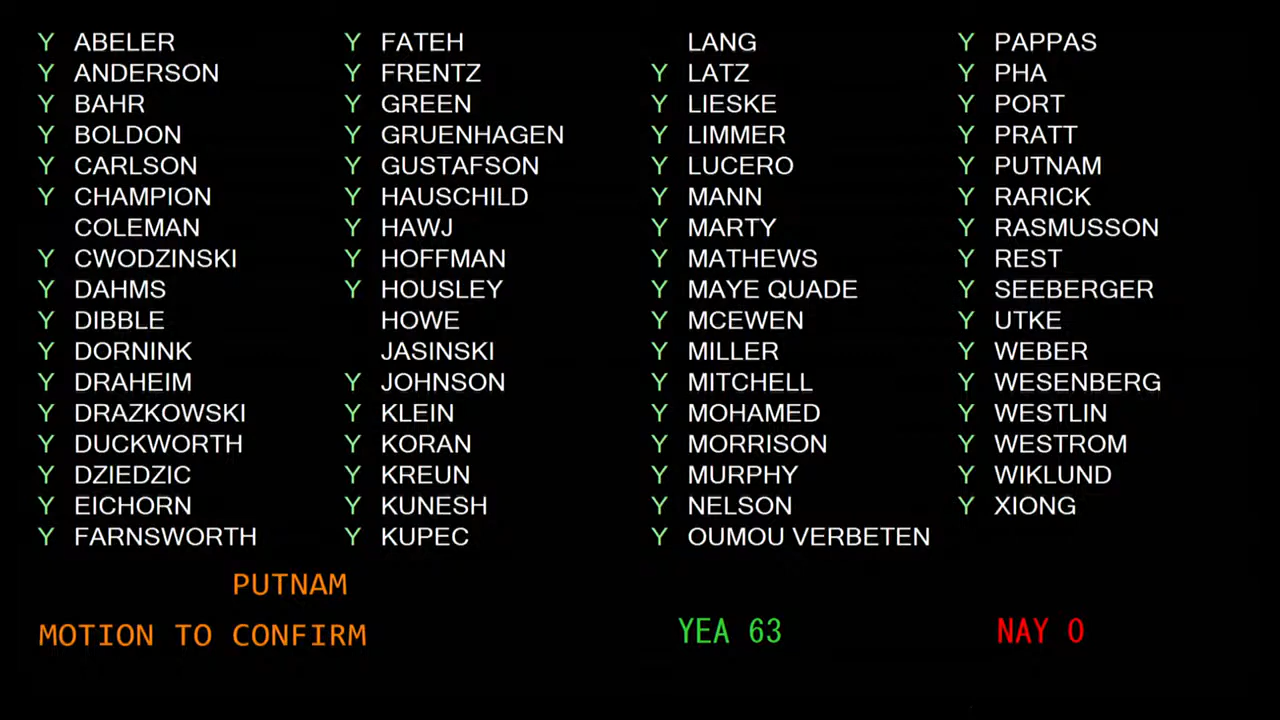 Y ABELER Y FATEH LANG Y PAPPAS
Y ANDERSON Y FRENTZ Y LATZ Y PHA
Y BAHR Y GREEN Y LIESKE Y PORT
Y BOLDON Y GRUENHAGEN Y LIMMER Y PRATT
Y CARLSON Y GUSTAFSON Y LUCERO Y PUTNAM
Y CHAMPION Y HAUSCHILD Y MANN Y RARICK
COLEMAN Y HAWJ Y MARTY Y RASMUSSON
Y CWODZINSKI Y HOFFMAN Y MATHEWS Y REST
Y DAHMS Y HOUSLEY Y MAYE QUADE Y SEEBERGER
Y DIBBLE HOWE Y MCEWEN Y UTKE
Y DORNINK JASINSKI Y MILLER Y WEBER
Y DRAHEIM Y JOHNSON Y MITCHELL Y WESENBERG
Y DRAZKOWSKI Y KLEIN Y MOHAMED Y WESTLIN
Y DUCKWORTH Y KORAN Y MORRISON Y WESTROM
Y DZIEDZIC Y KREUN Y MURPHY Y WIKLUND
Y EICHORN Y KUNESH Y NELSON Y XIONG
Y FARNSWORTH Y KUPEC Y OUMOU VERBETEN
PUTNAM
MOTION TO CONFIRM YEA 63 NAY 0